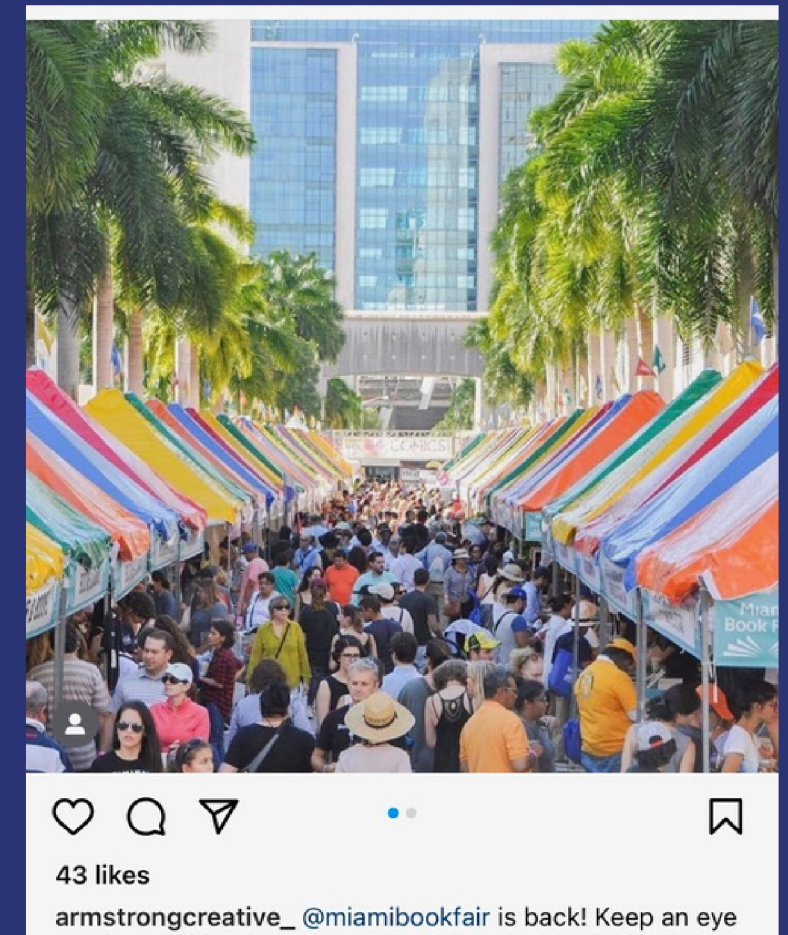 COMICS
Miam
Book F
43 likes
armstrongcreative_ @miamibookfair is back! Keep an eye